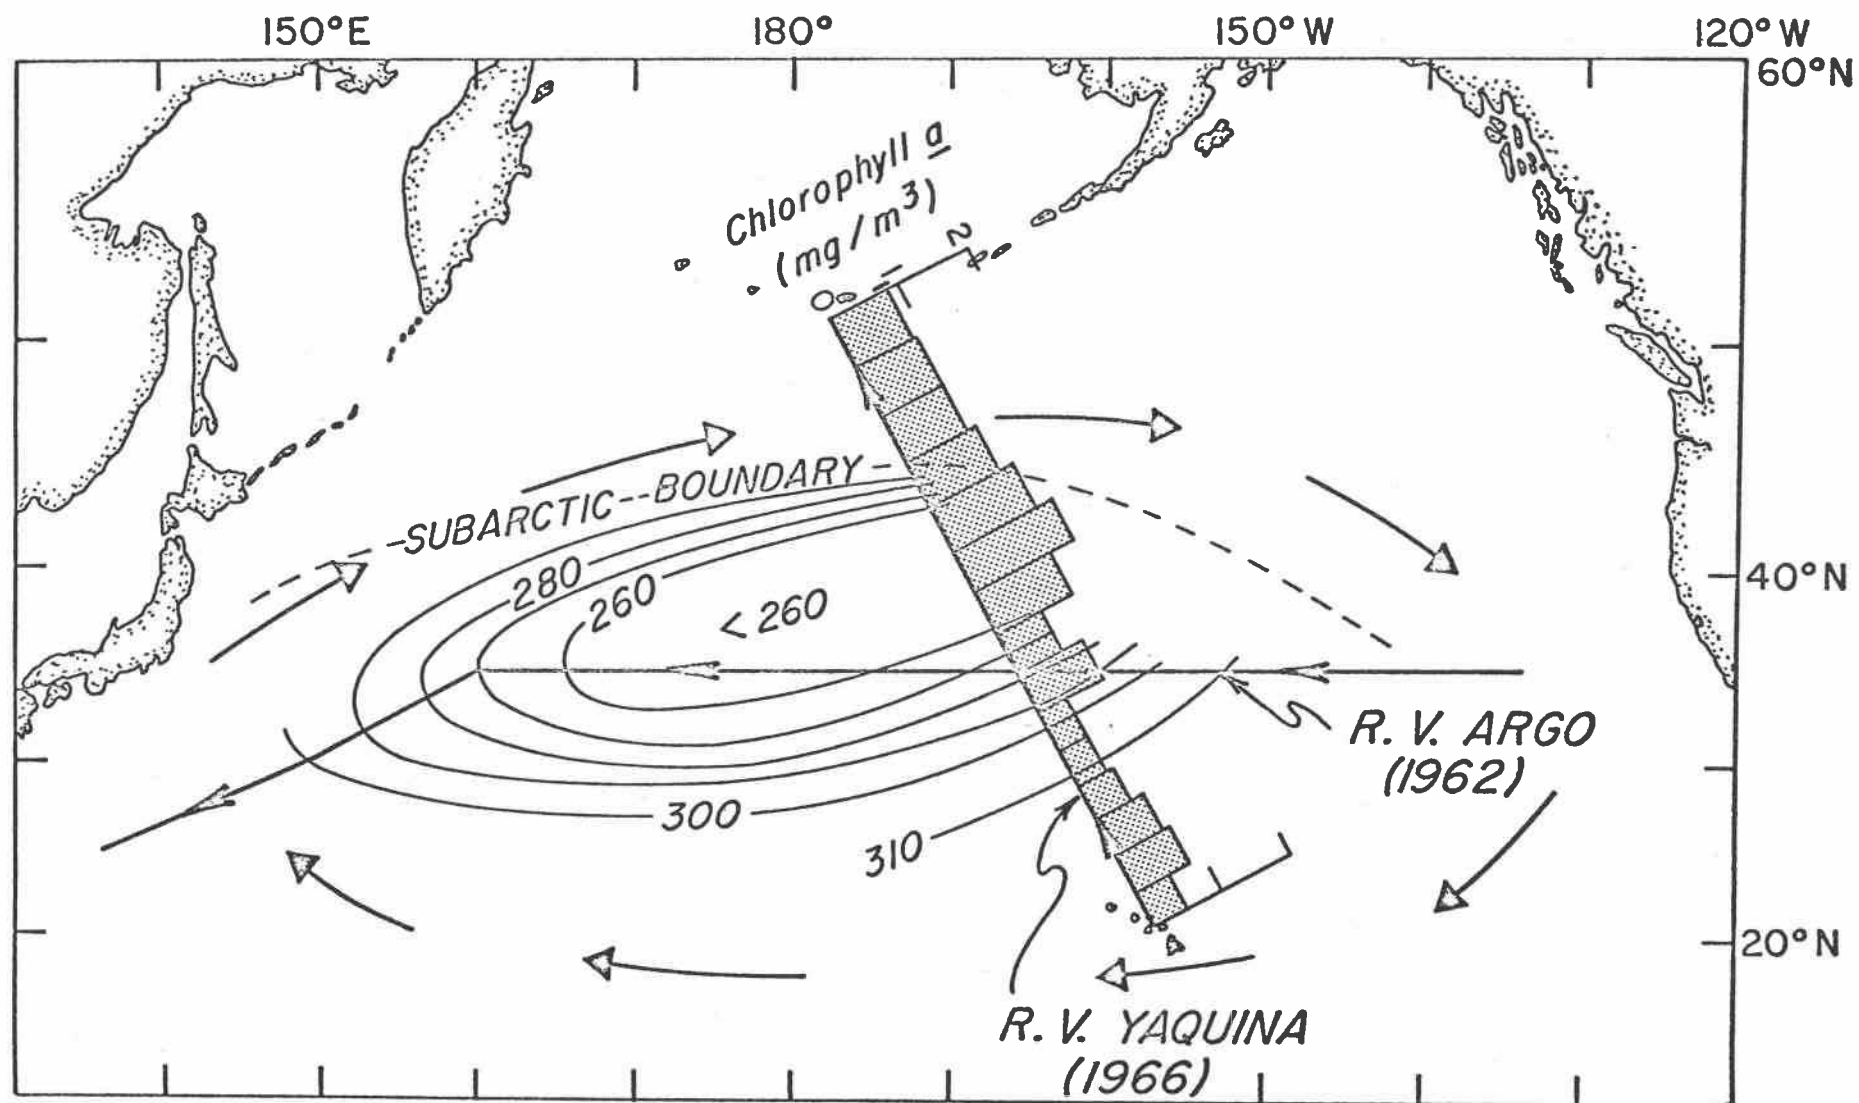 150°E 180° 150°W 120°W
60°N
Chlorophyll a
(mg/m³)
0 2
-SUBARCTIC--BOUNDARY-
280
260
<260
40°N
R. V. ARGO
(1962)
300
310
20°N
R. V. YAQUINA
(1966)